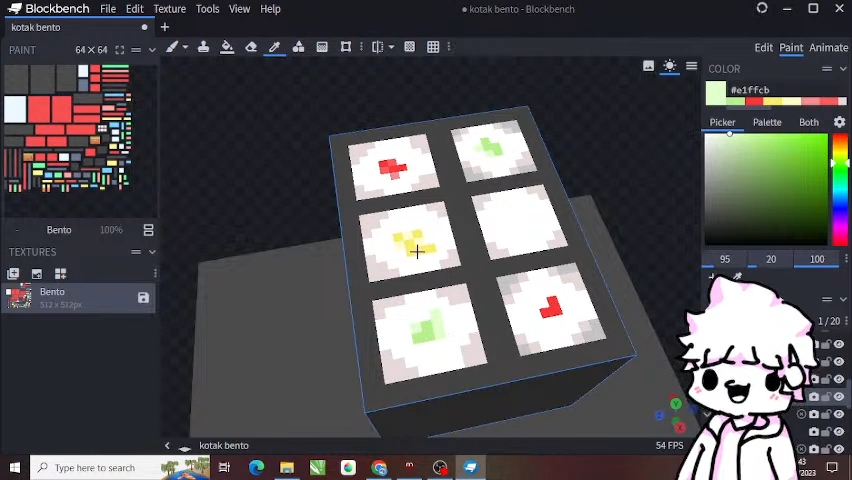 Blockbench
File Edit Texture Tools View Help
kotak bento - Blockbench
kotak bento
PAINT 64 × 64
Edit Paint Animate
COLOR
#e1ffcb
Picker Palette Both
95 20 100
Bento 100%
TEXTURES
Bento
512 x 512px
1 / 20
kotak bento
54 FPS
Type here to search